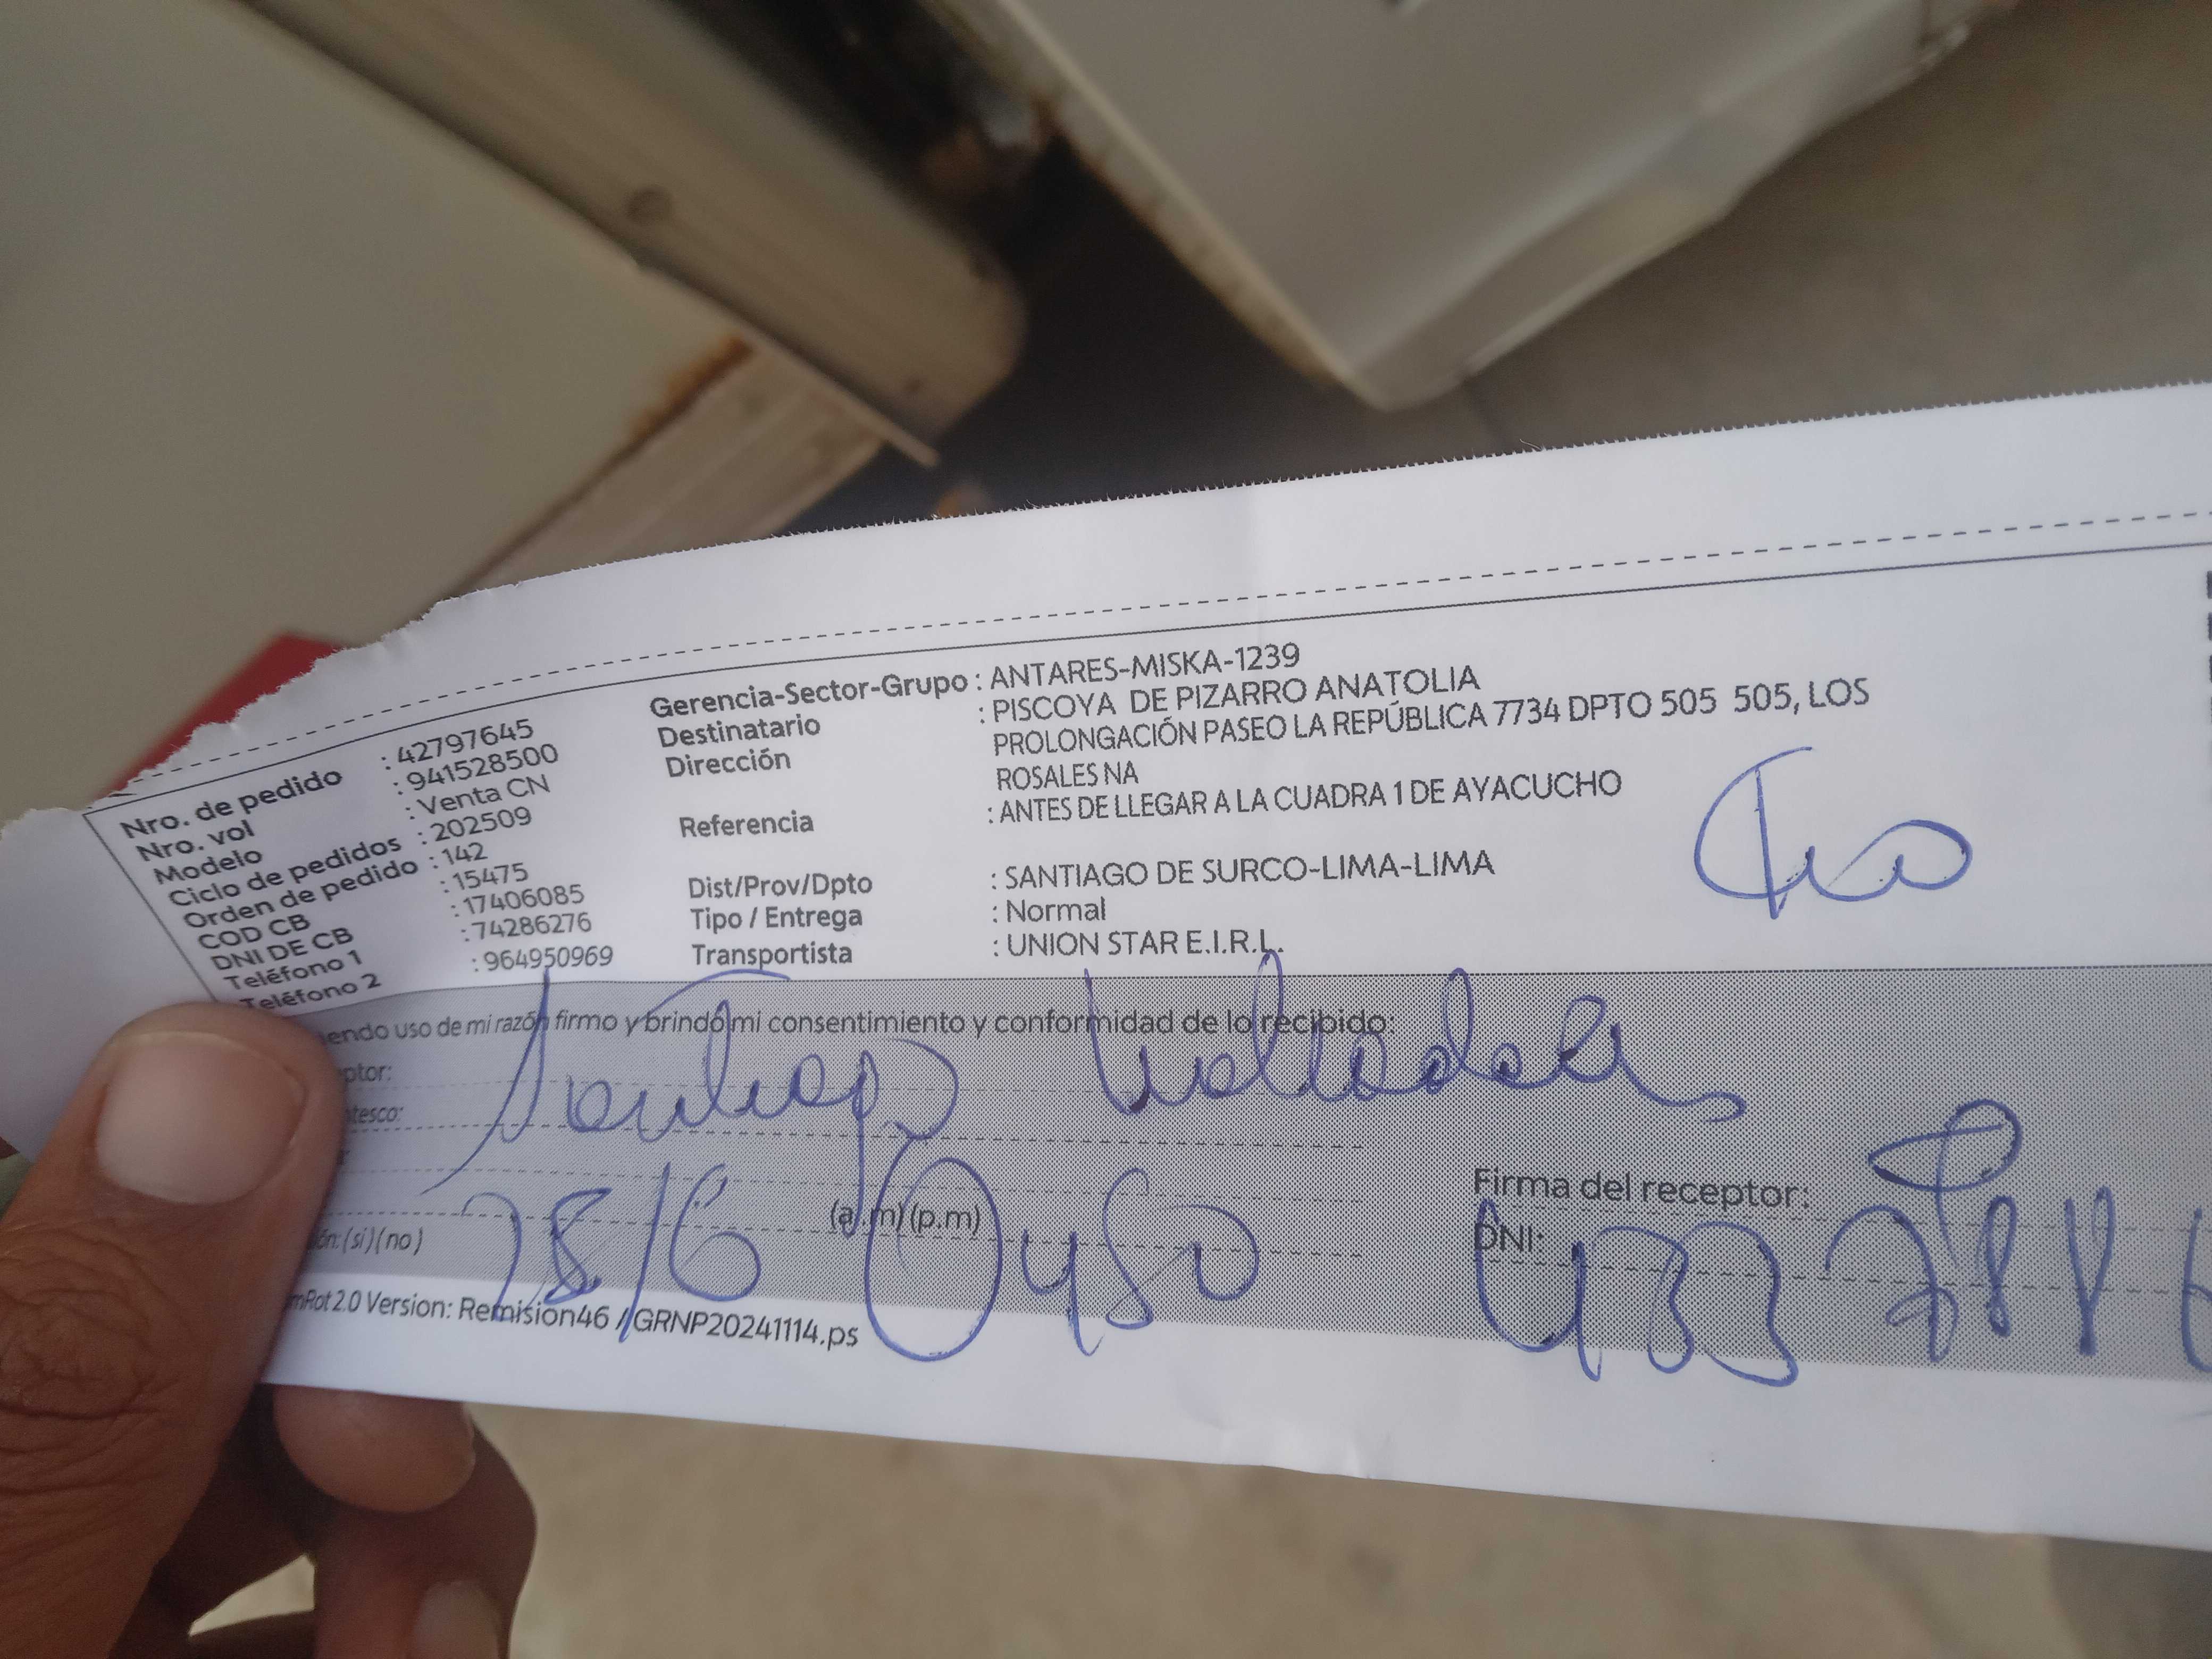 Nro. de pedido : 42797645
Nro. vol : 941528500
Modelo : Venta CN
Ciclo de pedidos : 202509
Orden de pedido : 142
COD CB : 15475
DNI DE CB : 17406085
Teléfono 1 : 74286276
Teléfono 2 : 964950969
Gerencia-Sector-Grupo : ANTARES-MISKA-1239
Destinatario : PISCOYA DE PIZARRO ANATOLIA
Dirección PROLONGACIÓN PASEO LA REPÚBLICA 7734 DPTO 505 505, LOS
ROSALES NA
Referencia : ANTES DE LLEGAR A LA CUADRA 1 DE AYACUCHO
Dist/Prov/Dpto : SANTIAGO DE SURCO-LIMA-LIMA
Tipo / Entrega : Normal
Transportista : UNION STAR E.I.R.L.
endo uso de mi razón firmo y brindo mi consentimiento y conformidad de lo recibido:
ptor: Santiago
tesco:
28/6
(a.m)(p.m)
ón: (si) (no)
Firma del receptor:
DNI:
mRot 2.0 Version: Remision46 / GRNP20241114.ps